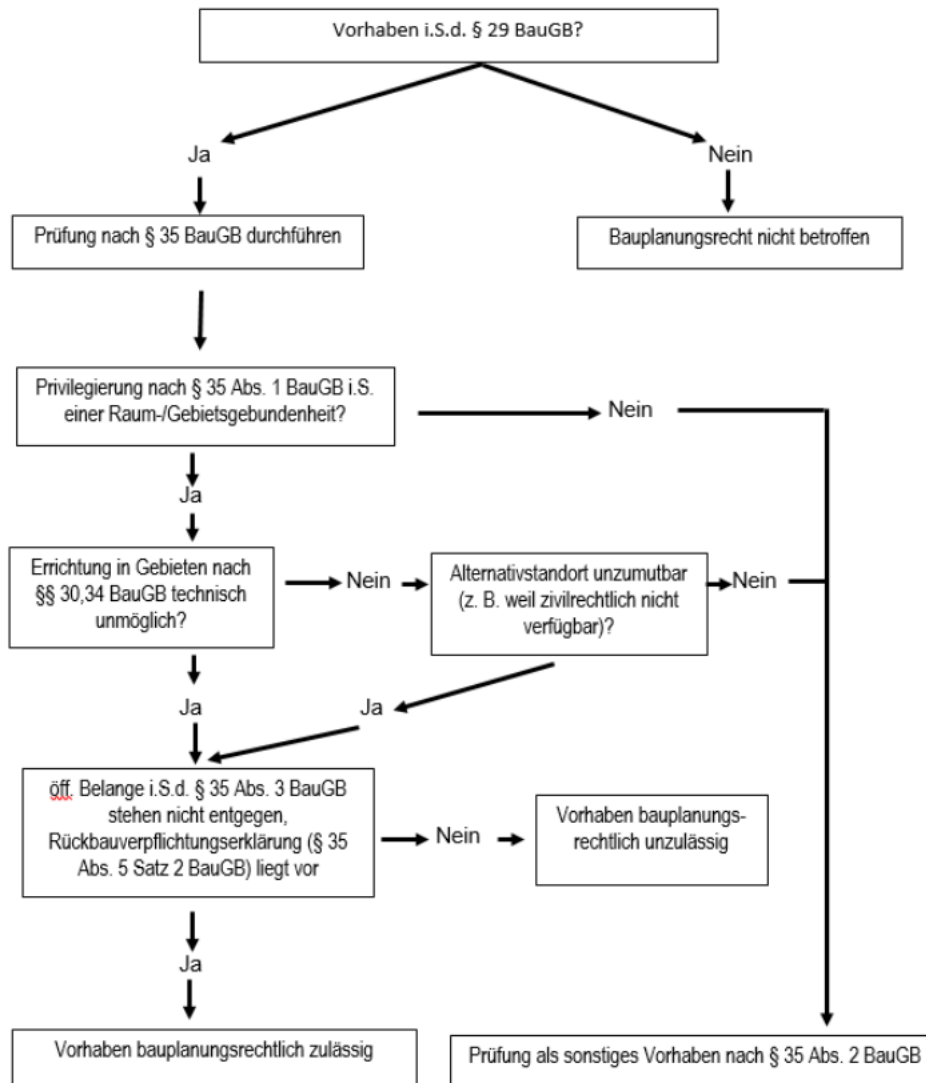 Vorhaben i.S.d. § 29 BauGB?
Ja
Nein
Prüfung nach § 35 BauGB durchführen
Bauplanungsrecht nicht betroffen
Privilegierung nach § 35 Abs. 1 BauGB i.S.
einer Raum-/Gebietsgebundenheit?
Nein
Ja
Errichtung in Gebieten nach
§§ 30,34 BauGB technisch
unmöglich?
Nein
Alternativstandort unzumutbar
(z. B. weil zivilrechtlich nicht
verfügbar)?
Nein
Ja
Ja
öff. Belange i.S.d. § 35 Abs. 3 BauGB
stehen nicht entgegen,
Rückbauverpflichtungserklärung (§ 35
Abs. 5 Satz 2 BauGB) liegt vor
Nein
Vorhaben bauplanungs-
rechtlich unzulässig
Ja
Vorhaben bauplanungsrechtlich zulässig
Prüfung als sonstiges Vorhaben nach § 35 Abs. 2 BauGB